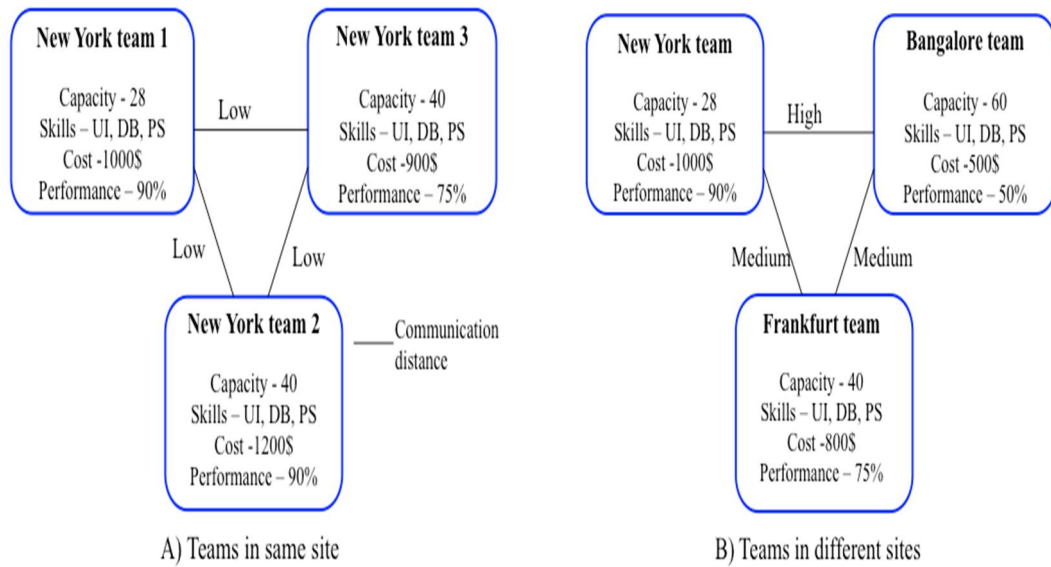 New York team 1
Capacity - 28
Skills – UI, DB, PS
Cost -1000$
Performance – 90%
Low
New York team 3
Capacity - 40
Skills – UI, DB, PS
Cost -900$
Performance – 75%
Low
Low
New York team 2
Capacity - 40
Skills – UI, DB, PS
Cost -1200$
Performance – 90%
Communication
distance
A) Teams in same site
New York team
Capacity - 28
Skills – UI, DB, PS
Cost -1000$
Performance – 90%
High
Bangalore team
Capacity - 60
Skills – UI, DB, PS
Cost -500$
Performance – 50%
Medium
Medium
Frankfurt team
Capacity - 40
Skills – UI, DB, PS
Cost -800$
Performance – 75%
B) Teams in different sites